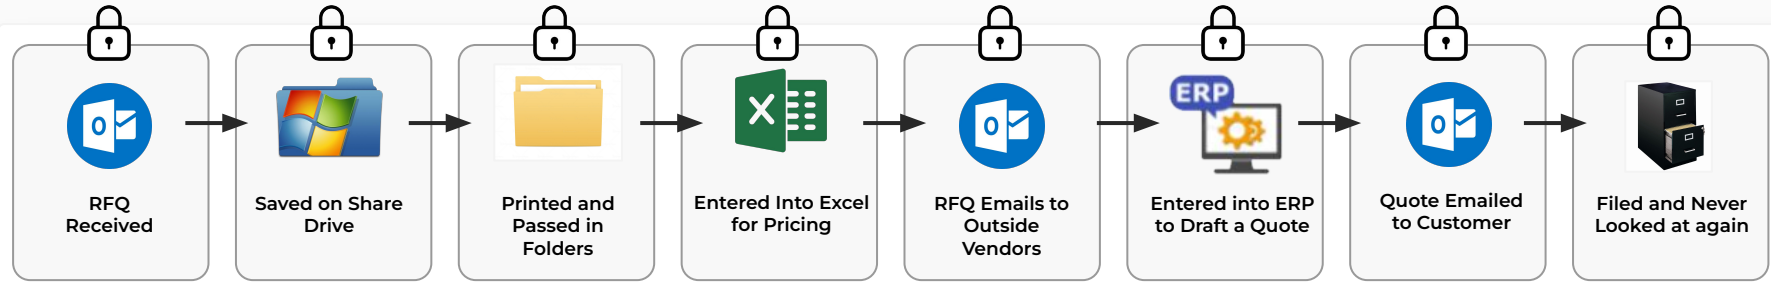 RFQ
Received
Saved on Share
Drive
Printed and
Passed in
Folders
X
Entered Into Excel
for Pricing
RFQ Emails to
Outside
Vendors
ERP
Entered into ERP
to Draft a Quote
Quote Emailed
to Customer
Filed and Never
Looked at again